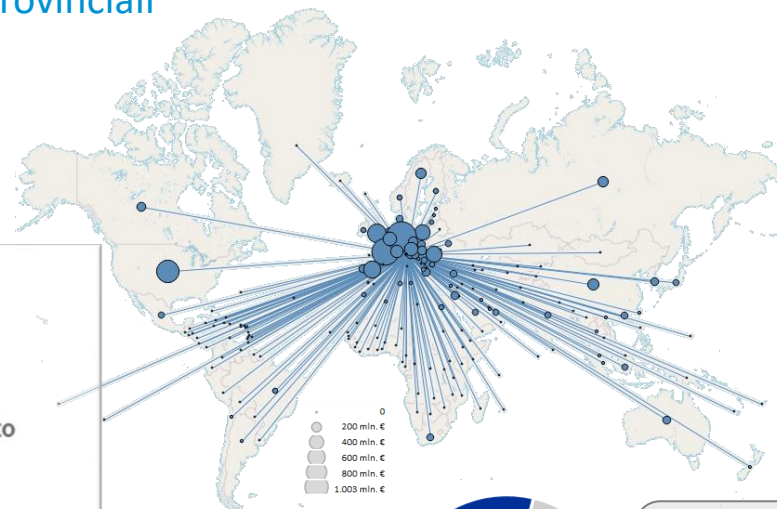 rovinciali
to
0
200 mln. €
400 mln. €
600 mln. €
800 mln. €
1.003 mln. €